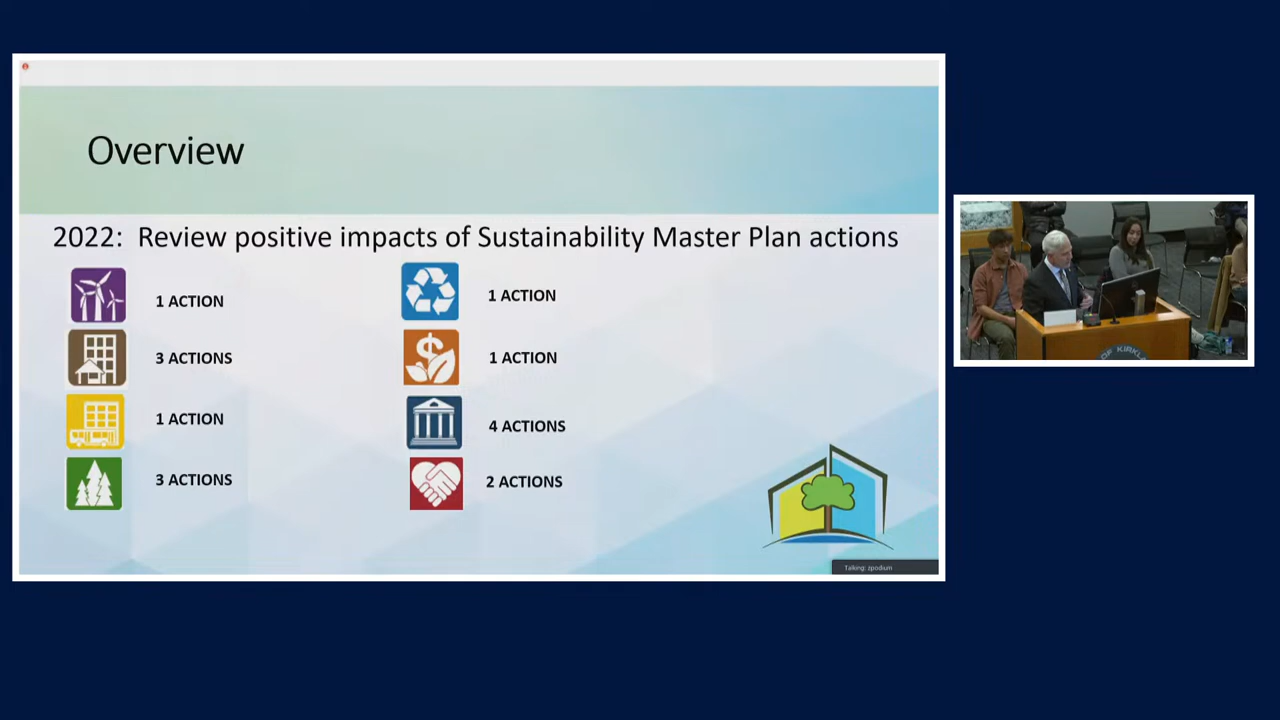 Overview
2022: Review positive impacts of Sustainability Master Plan actions
1 ACTION
3 ACTIONS
1 ACTION
3 ACTIONS
1 ACTION
1 ACTION
4 ACTIONS
2 ACTIONS
Talking: zpodium